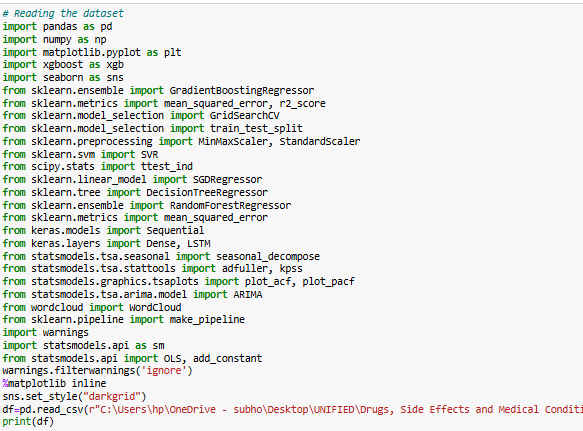 # Reading the dataset
import pandas as pd
import numpy as np
import matplotlib.pyplot as plt
import xgboost as xgb
import seaborn as sns
from sklearn.ensemble import GradientBoostingRegressor
from sklearn.metrics import mean_squared_error, r2_score
from sklearn.model_selection import GridSearchCV
from sklearn.model_selection import train_test_split
from sklearn.preprocessing import MinMaxScaler, StandardScaler
from sklearn.svm import SVR
from scipy.stats import ttest_ind
from sklearn.linear_model import SGDRegressor
from sklearn.tree import DecisionTreeRegressor
from sklearn.ensemble import RandomForestRegressor
from sklearn.metrics import mean_squared_error
from keras.models import Sequential
from keras.layers import Dense, LSTM
from statsmodels.tsa.seasonal import seasonal_decompose
from statsmodels.tsa.stattools import adfuller, kpss
from statsmodels.graphics.tsaplots import plot_acf, plot_pacf
from statsmodels.tsa.arima.model import ARIMA
from wordcloud import WordCloud
from sklearn.pipeline import make_pipeline
import warnings
import statsmodels.api as sm
from statsmodels.api import OLS, add_constant
warnings.filterwarnings('ignore')
%matplotlib inline
sns.set_style("darkgrid")
df=pd.read_csv(r"C:\Users\hp\OneDrive - subho\Desktop\UNIFIED\Drugs, Side Effects and Medical Conditi
print(df)